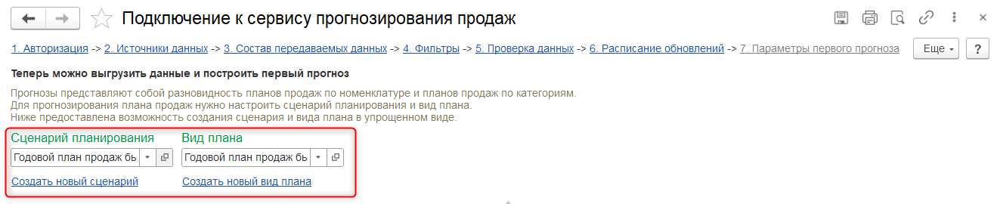 Подключение к сервису прогнозирования продаж
1. Авторизация -> 2. Источники данных -> 3. Состав передаваемых данных -> 4. Фильтры -> 5. Проверка данных -> 6. Расписание обновлений -> 7. Параметры первого прогноза Еще ?
Теперь можно выгрузить данные и построить первый прогноз
Прогнозы представляют собой разновидность планов продаж по номенклатуре и планов продаж по категориям.
Для прогнозирования плана продаж нужно настроить сценарий планирования и вид плана.
Ниже предоставлена возможность создания сценария и вида плана в упрощенном виде.
Сценарий планирования Вид плана
Годовой план продаж бы Годовой план продаж бы
Создать новый сценарий Создать новый вид плана